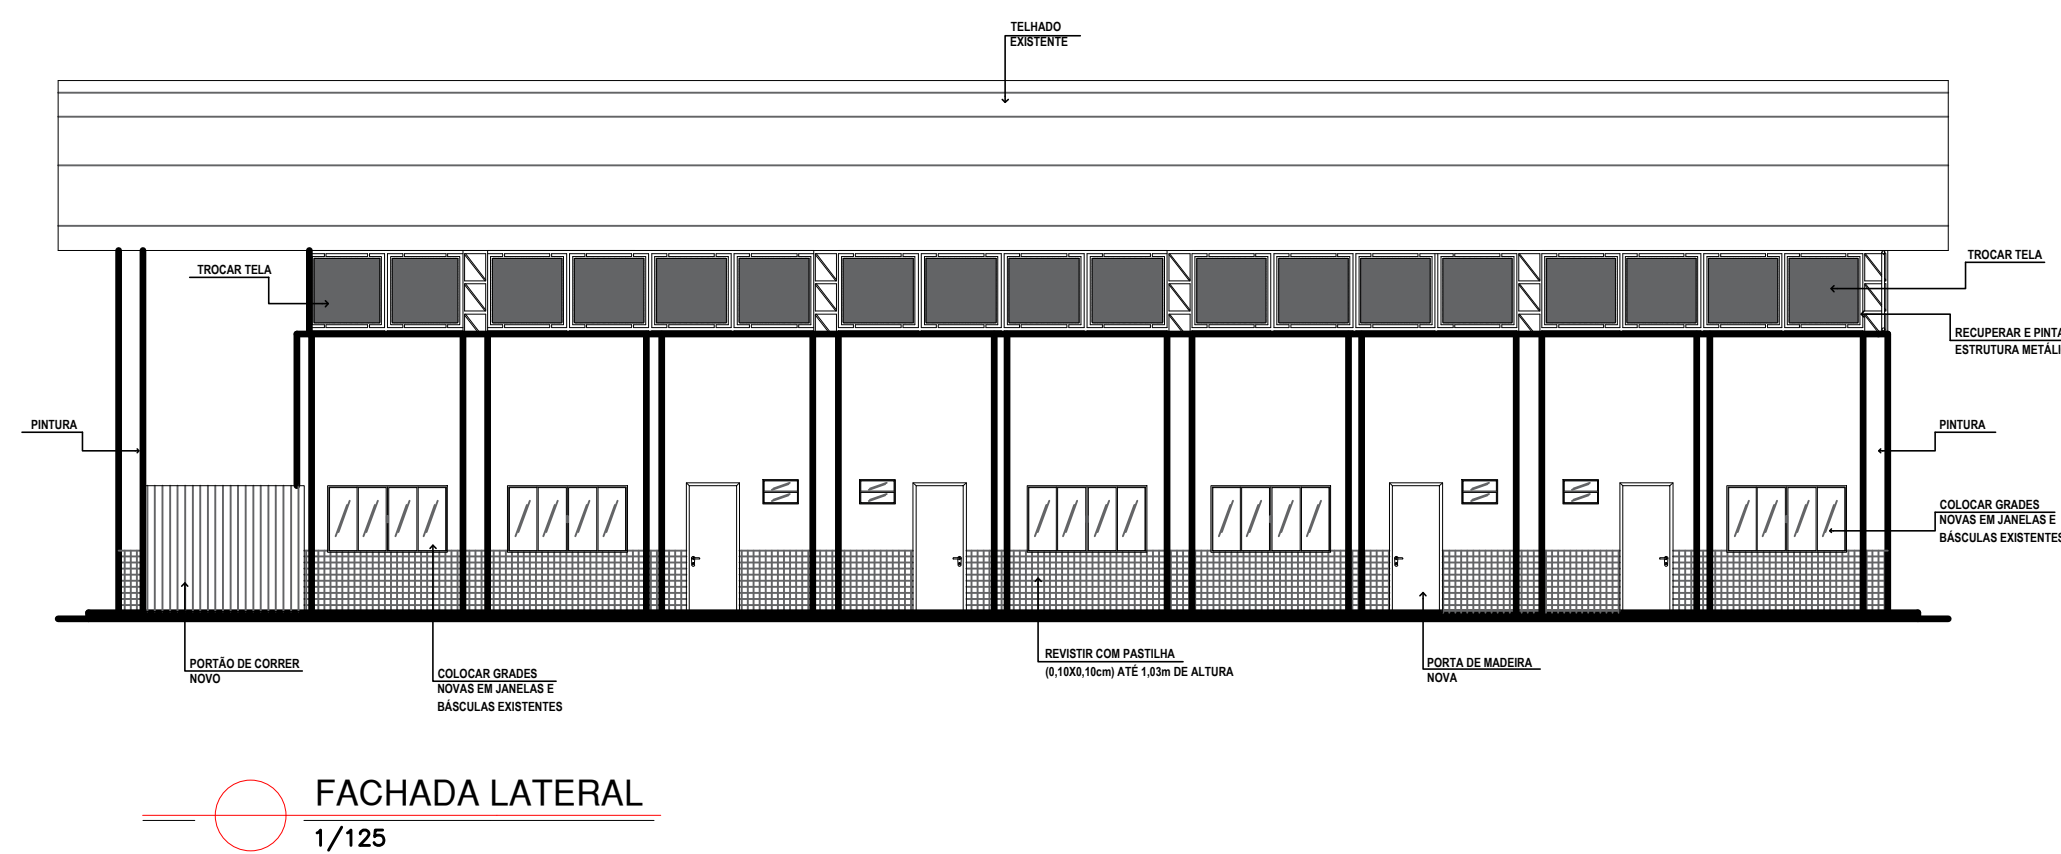 TELHADO
EXISTENTE
TROCAR TELA
TROCAR TELA
RECUPERAR E PINTA
ESTRUTURA METÁLI
PINTURA
PINTURA
COLOCAR GRADES
NOVAS EM JANELAS E
BÁSCULAS EXISTENTES
PORTÃO DE CORRER
NOVO
COLOCAR GRADES
NOVAS EM JANELAS E
BÁSCULAS EXISTENTES
REVISTIR COM PASTILHA
(0,10X0,10cm) ATÉ 1,03m DE ALTURA
PORTA DE MADEIRA
NOVA
FACHADA LATERAL
1/125